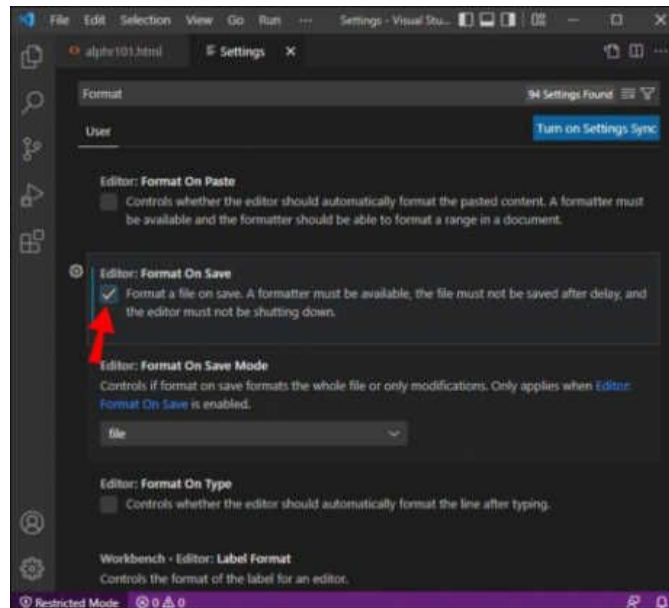 File Edit Selection View Go Run ··· Settings - Visual Stu...
alphr101.html Settings
Format 94 Settings Found
User Turn on Settings Sync
Editor: Format On Paste
Controls whether the editor should automatically format the pasted content. A formatter must
be available and the formatter should be able to format a range in a document.
Editor: Format On Save
Format a file on save. A formatter must be available, the file must not be saved after delay, and
the editor must not be shutting down.
Editor: Format On Save Mode
Controls if format on save formats the whole file or only modifications. Only applies when Editor:
Format On Save is enabled.
file
Editor: Format On Type
Controls whether the editor should automatically format the line after typing.
Workbench › Editor: Label Format
Controls the format of the label for an editor.
Restricted Mode 0 0